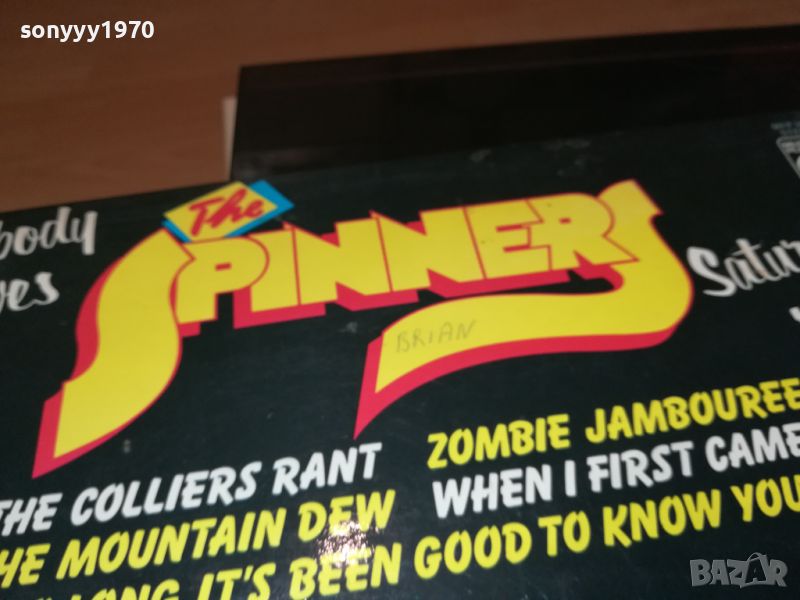 sonyyy1970
The
SPINNERS
BRIAN
THE COLLIERS RANT
ZOMBIE JAMBOUREE
WHEN I FIRST CAME
MOUNTAIN DEW
LONG IT'S BEEN GOOD TO KNOW YOU
BAZAR